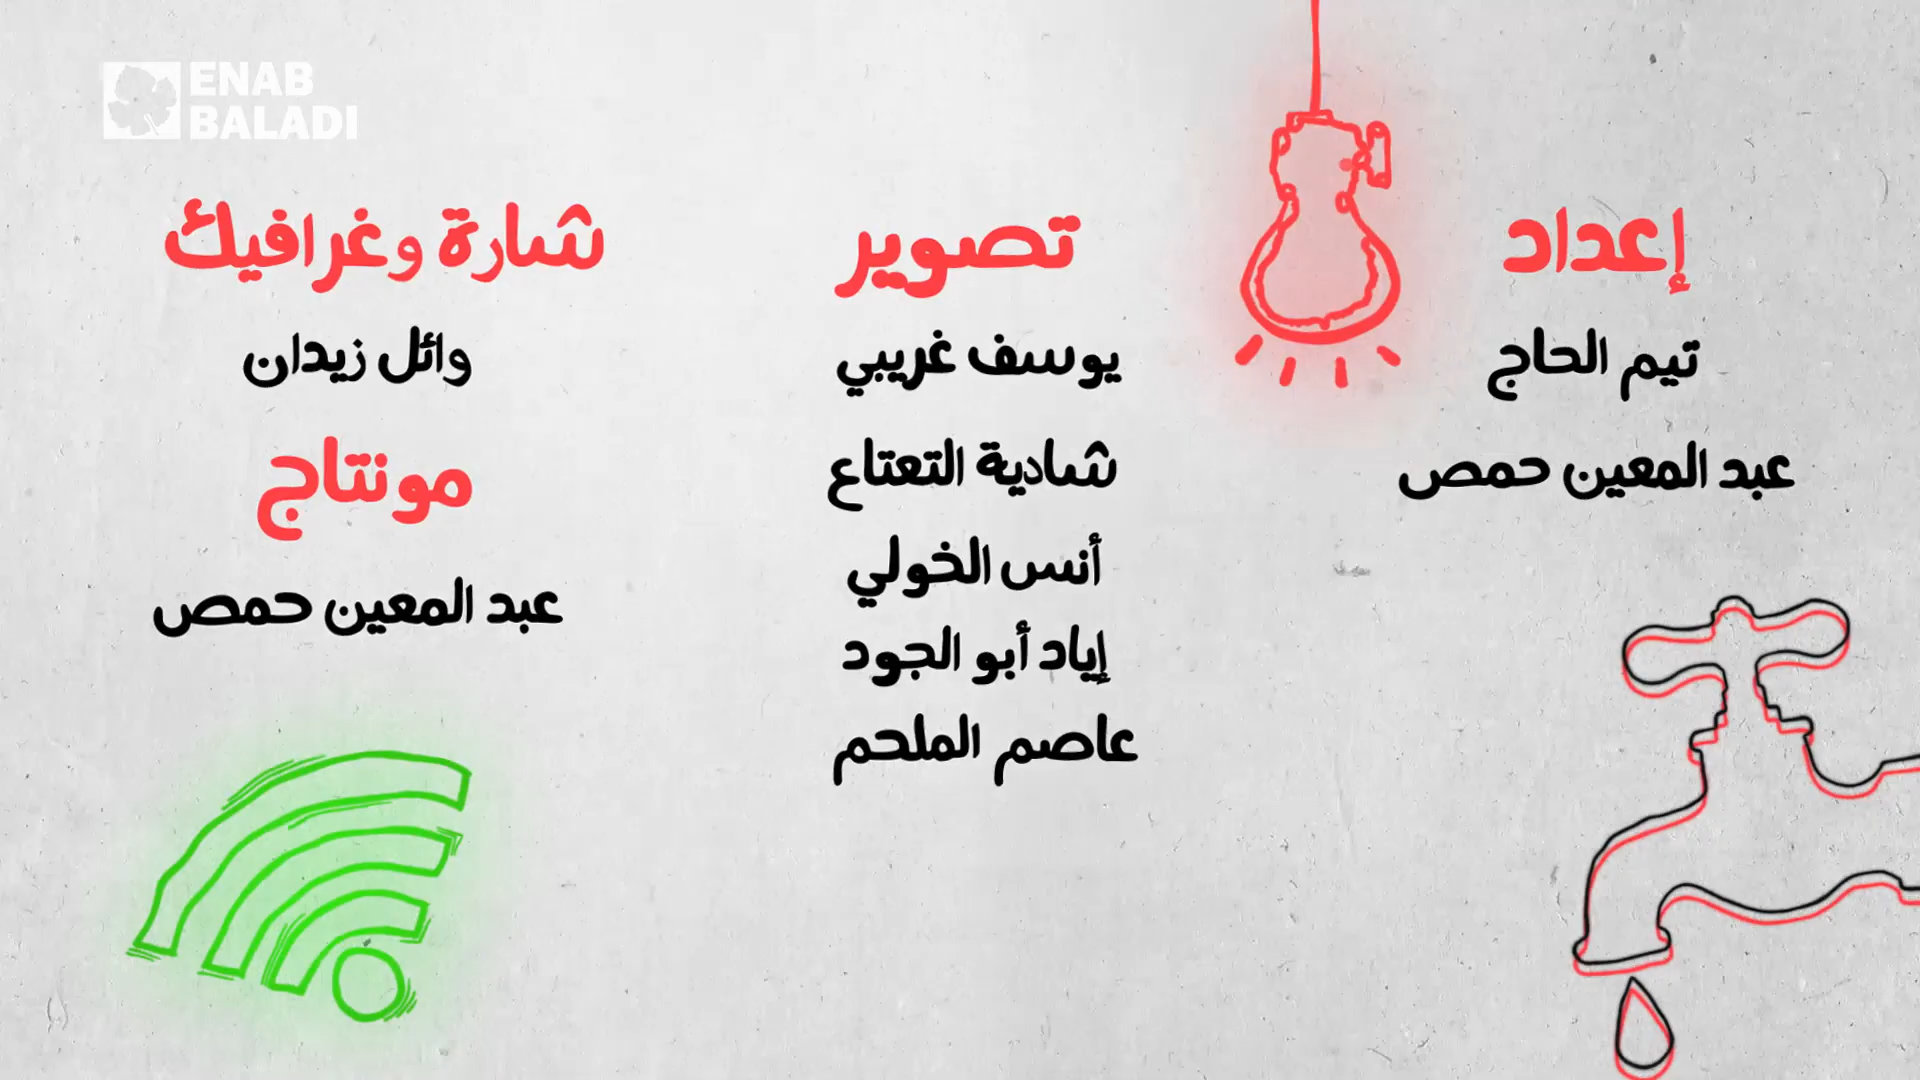 ENAB
BALADI
إعداد
تيم الحاج
عبد المعين حمص
تصوير
يوسف غريبي
شادية التعتاع
أنس الخولي
إياد أبو الجود
عاصم الملحم
شارة وغرافيك
وائل زيدان
مونتاج
عبد المعين حمص